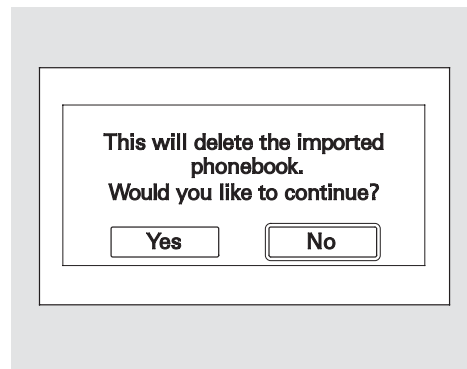 This will delete the imported
phonebook.
Would you like to continue?
Yes
No